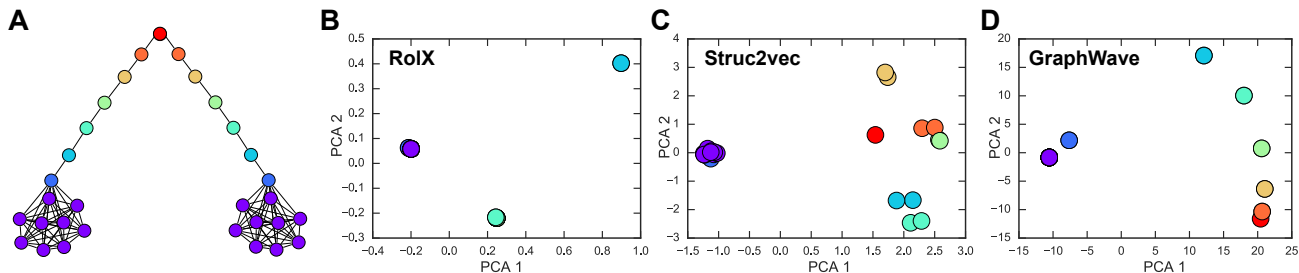 A
B
RolX
0.5
0.4
0.3
0.2
0.1
0.0
−0.1
−0.2
−0.3
−0.4 −0.2 0.0 0.2 0.4 0.6 0.8 1.0
PCA 1
PCA 2
C
Struc2vec
4
3
2
1
0
−1
−2
−3
−1.5 −1.0 −0.5 0.0 0.5 1.0 1.5 2.0 2.5 3.0
PCA 1
PCA 2
D
GraphWave
20
15
10
5
0
−5
−10
−15
−15 −10 −5 0 5 10 15 20 25
PCA 1
PCA 2